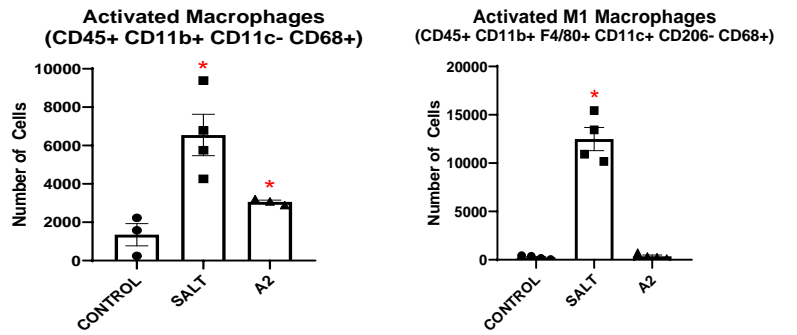 Activated Macrophages
(CD45+ CD11b+ CD11c- CD68+)
Number of Cells
10000
8000
6000
4000
2000
0
*
*
CONTROL
SALT
A2
Activated M1 Macrophages
(CD45+ CD11b+ F4/80+ CD11c+ CD206- CD68+)
Number of Cells
20000
15000
10000
5000
0
*
CONTROL
SALT
A2